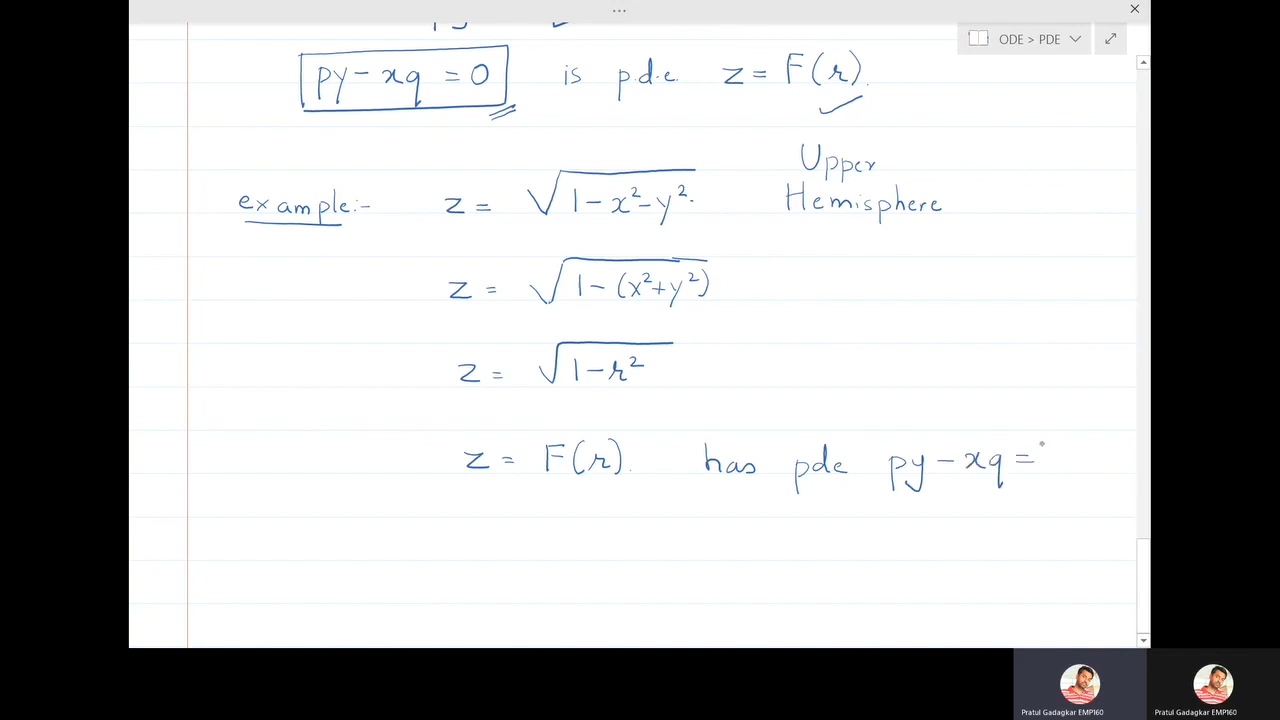 ODE > PDE
py - xq = 0 is p.d.e. z = F(r).
example:- z = √(1 - x² - y²) Upper Hemisphere
z = √(1 - (x² + y²))
z = √(1 - r²)
z = F(r). has pde py - xq =
Pratul Gadagkar EMP160
Pratul Gadagkar EMP160